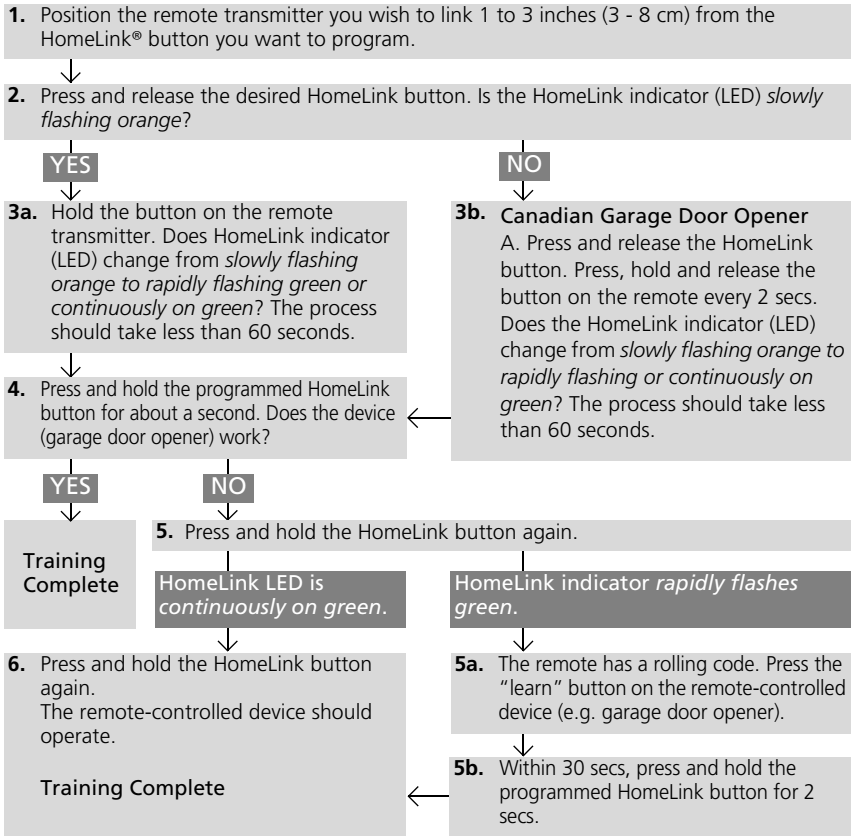 1. Position the remote transmitter you wish to link 1 to 3 inches (3 - 8 cm) from the
HomeLink® button you want to program.
2. Press and release the desired HomeLink button. Is the HomeLink indicator (LED) slowly
flashing orange?
YES
NO
3a. Hold the button on the remote
transmitter. Does HomeLink indicator
(LED) change from slowly flashing
orange to rapidly flashing green or
continuously on green? The process
should take less than 60 seconds.
3b. Canadian Garage Door Opener
A. Press and release the HomeLink
button. Press, hold and release the
button on the remote every 2 secs.
Does the HomeLink indicator (LED)
change from slowly flashing orange to
rapidly flashing or continuously on
green? The process should take less
than 60 seconds.
4. Press and hold the programmed HomeLink
button for about a second. Does the device
(garage door opener) work?
YES
NO
Training
Complete
5. Press and hold the HomeLink button again.
HomeLink LED is
continuously on green.
HomeLink indicator rapidly flashes
green.
5a. The remote has a rolling code. Press the
“learn” button on the remote-controlled
device (e.g. garage door opener).
5b. Within 30 secs, press and hold the
programmed HomeLink button for 2
secs.
6. Press and hold the HomeLink button
again.
The remote-controlled device should
operate.
Training Complete